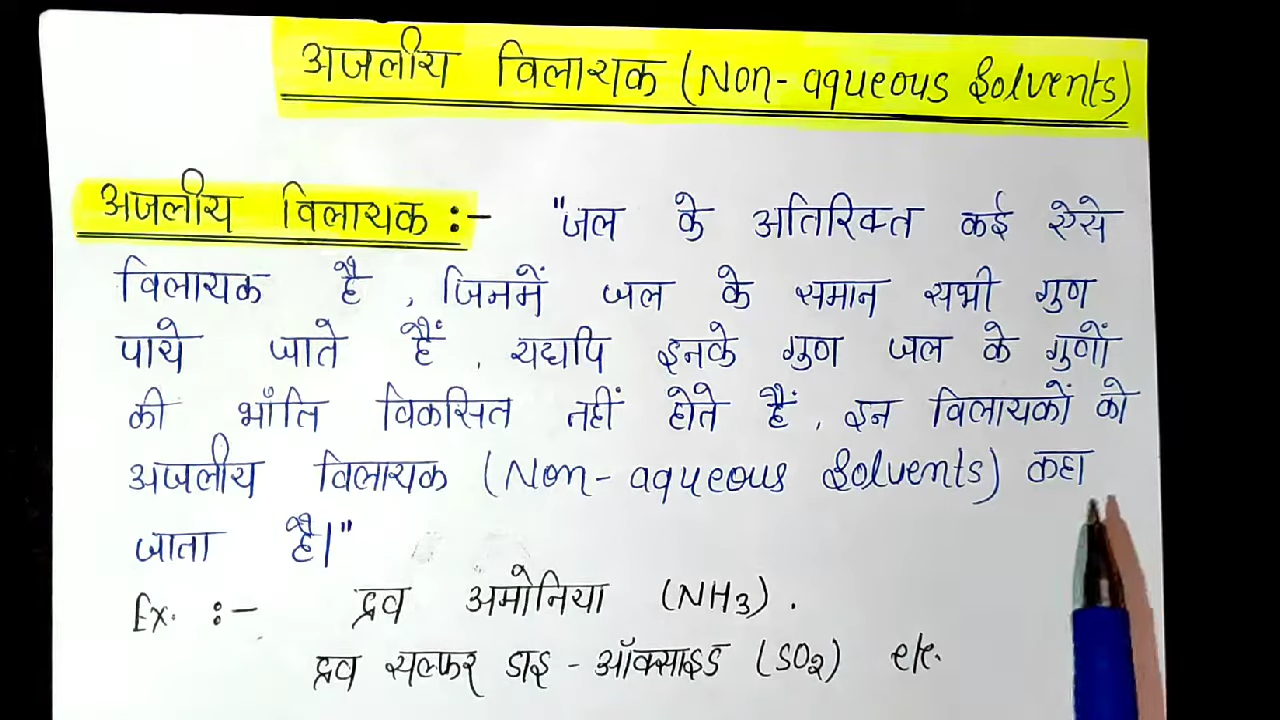 अजलीय विलायक (Non-aqueous Solvents)
अजलीय विलायक :- "जल के अतिरिक्त कई ऐसे
विलायक है , जिनमें जल के समान सभी गुण
पाये जाते हैं , यद्यपि इनके गुण जल के गुणों
की भाँति विकसित नहीं होते हैं , इन विलायकों को
अजलीय विलायक (Non-aqueous Solvents) कहा
जाता है।"
Ex. :- द्रव अमोनिया (NH₃) .
द्रव सल्फर डाइ-ऑक्साइड (SO₂) etc.